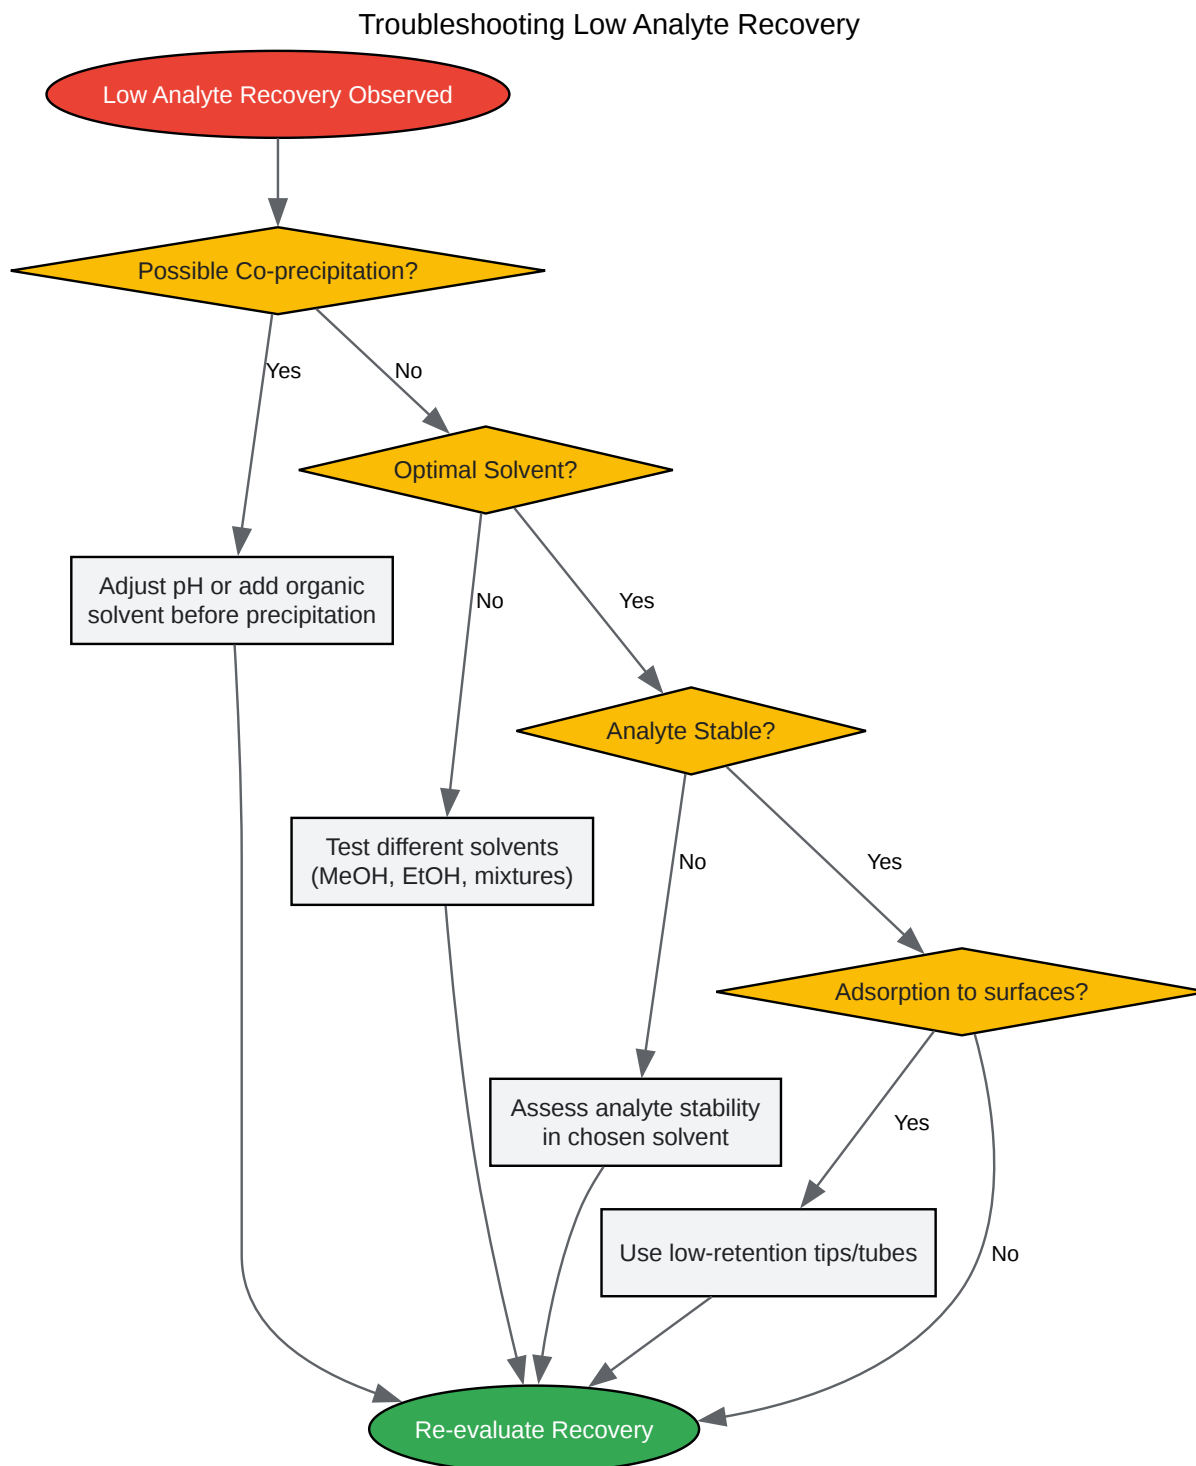 Troubleshooting Low Analyte Recovery
Low Analyte Recovery Observed
Possible Co-precipitation?
Yes
No
Optimal Solvent?
Adjust pH or add organic
solvent before precipitation
No
Yes
Analyte Stable?
Test different solvents
(MeOH, EtOH, mixtures)
No
Yes
Adsorption to surfaces?
Assess analyte stability
in chosen solvent
Yes
Use low-retention tips/tubes
No
Re-evaluate Recovery